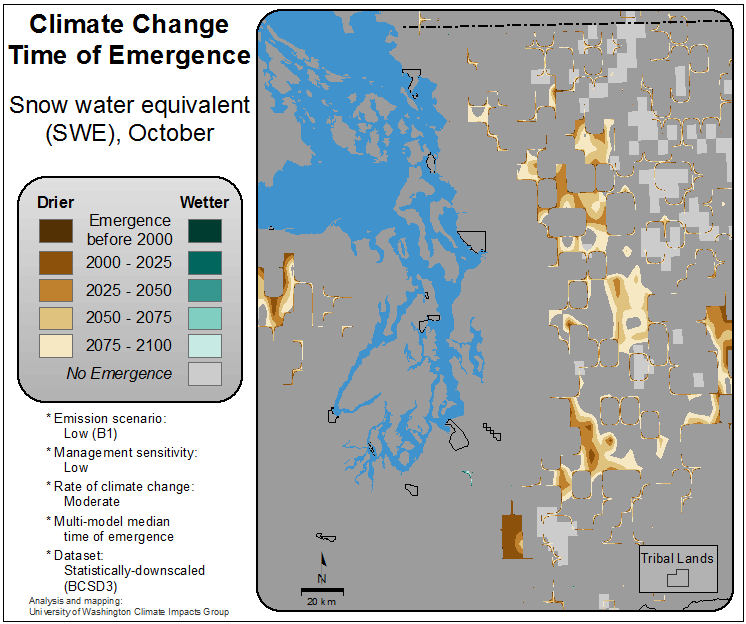 Climate Change
Time of Emergence
Snow water equivalent
(SWE), October
Drier
Wetter
Emergence
before 2000
2000 - 2025
2025 - 2050
2050 - 2075
2075 - 2100
No Emergence
* Emission scenario:
Low (B1)
* Management sensitivity:
Low
* Rate of climate change:
Moderate
* Multi-model median
time of emergence
* Dataset:
Statistically-downscaled
(BCSD3)
Analysis and mapping:
University of Washington Climate Impacts Group
N
20 km
Tribal Lands